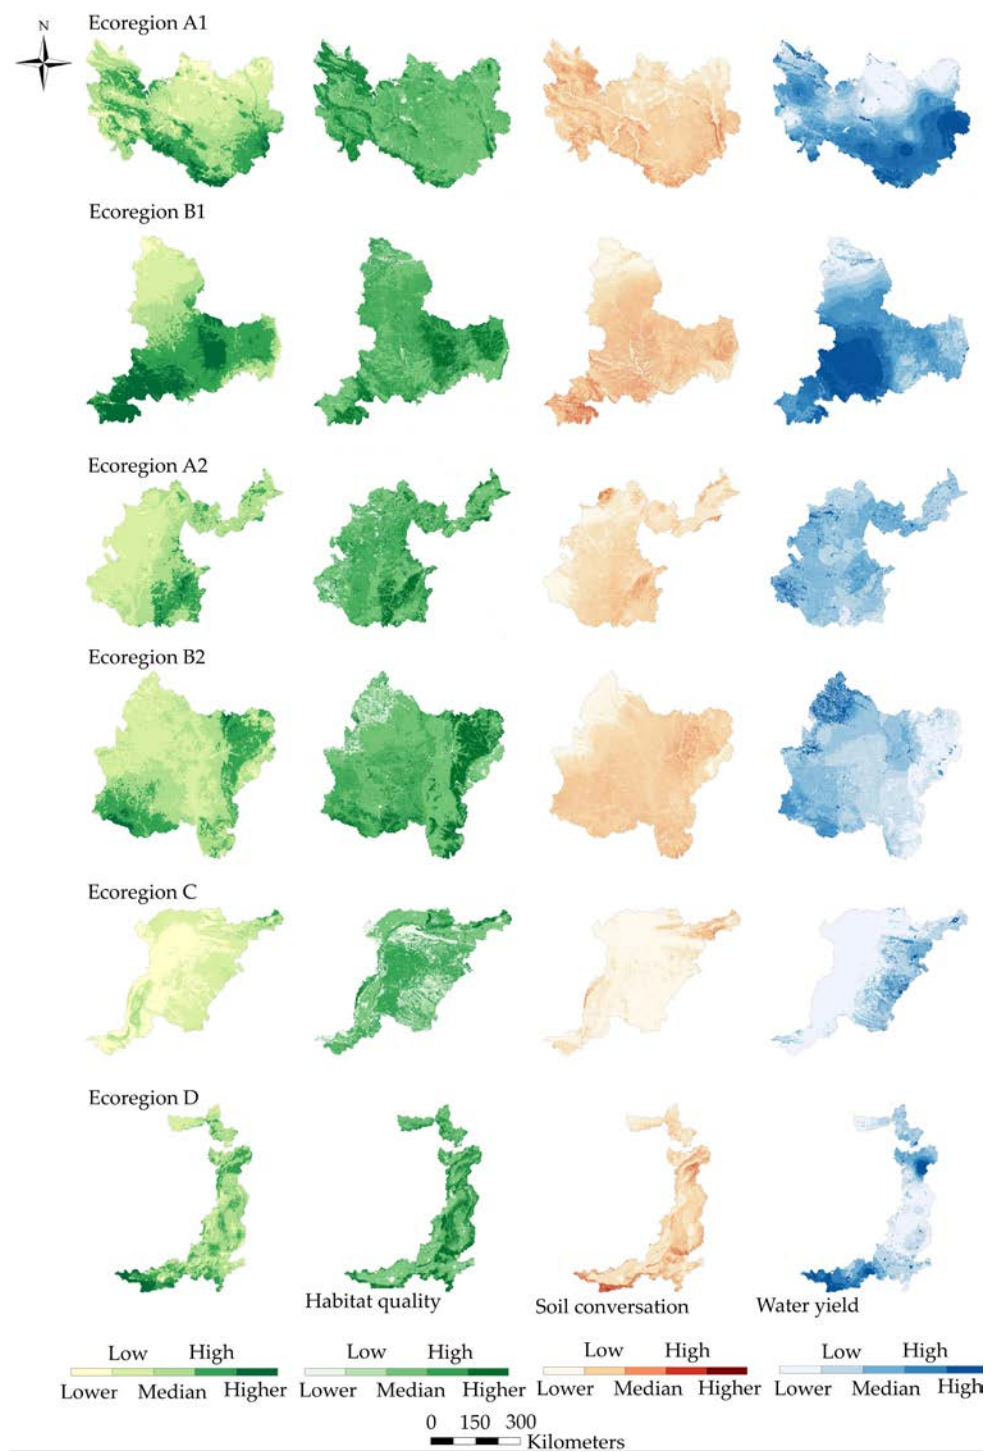 Ecoregion A1
N
Ecoregion B1
Ecoregion A2
Ecoregion B2
Ecoregion C
Ecoregion D
Habitat quality
Soil conversation
Water yield
Low High
Lower Median Higher
Low High
Lower Median Higher
Low High
Lower Median Higher
Low High
Lower Median High
0 150 300
Kilometers